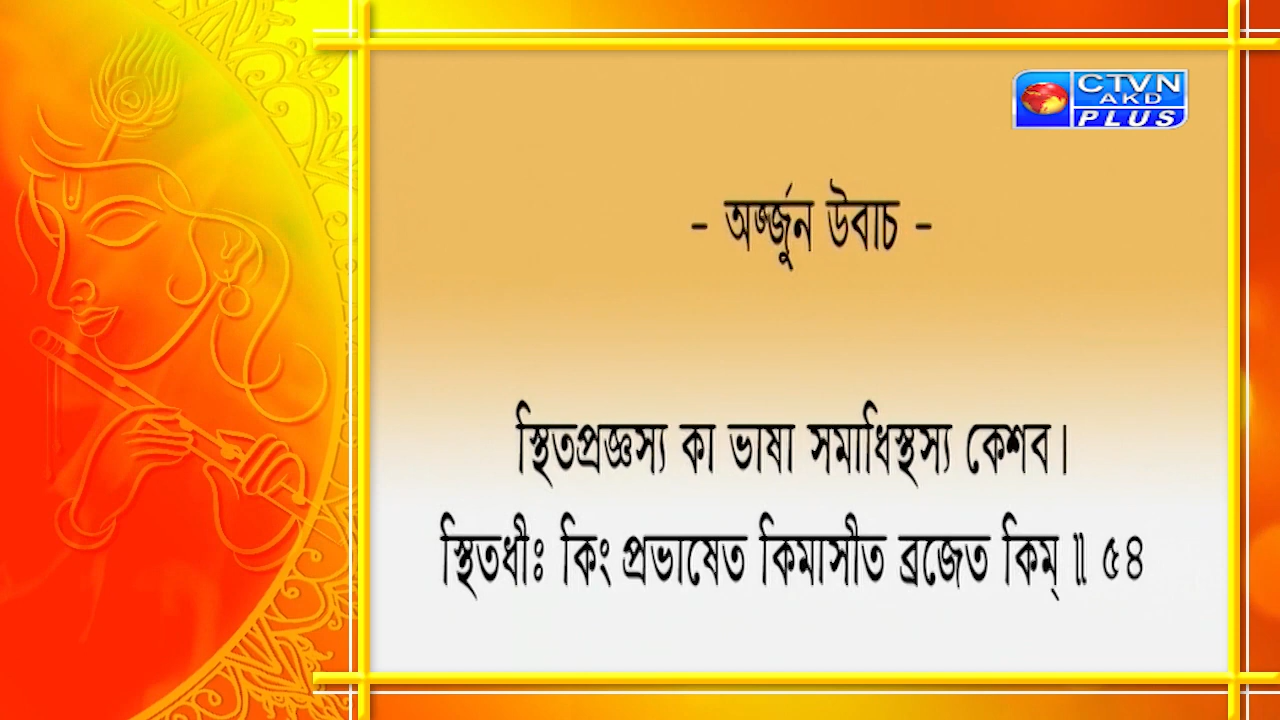 CTVN
AKD
PLUS
- অর্জ্জুন উবাচ -
স্থিতপ্রজ্ঞস্য কা ভাষা সমাধিস্থস্য কেশব।
স্থিতধীঃ কিং প্রভাষেত কিমাসীত ব্রজেত কিম্ ॥ ৫৪